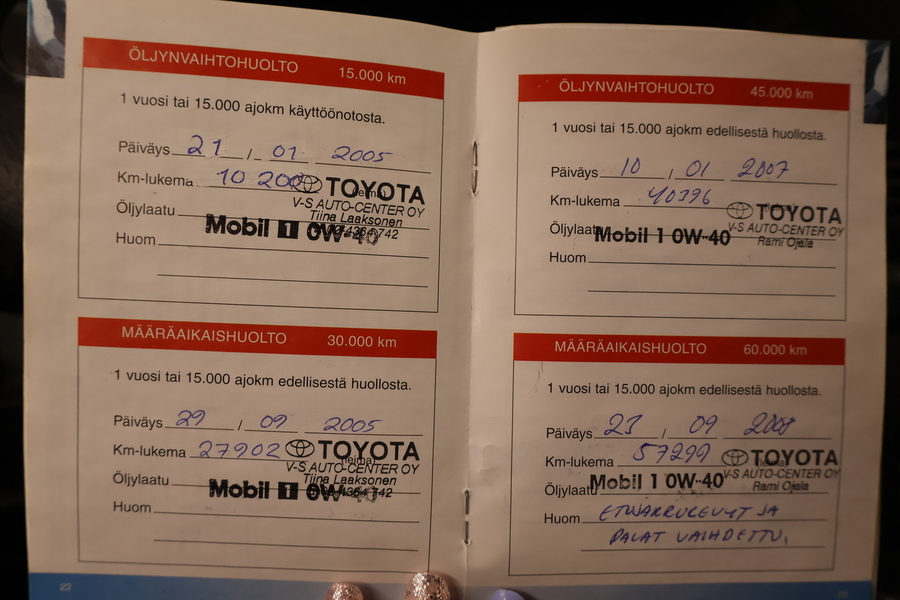 ÖLJYNVAIHTOHUOLTO 15.000 km
1 vuosi tai 15.000 ajokm käyttöönotosta.
Päiväys 21 / 01 2005
Km-lukema 10 200
TOYOTA
V-S AUTO-CENTER OY
Öljylaatu
Tiina Laaksonen
Mobil 1 0W-40
Huom
MÄÄRÄAIKAISHUOLTO 30.000 km
1 vuosi tai 15.000 ajokm edellisestä huollosta.
Päiväys 29 / 09 2005
Km-lukema 27902
TOYOTA
(leima)
V-S AUTO-CENTER OY
Öljylaatu
Tiina Laaksonen
Mobil 1 0W-40
Huom
22
ÖLJYNVAIHTOHUOLTO 45.000 km
1 vuosi tai 15.000 ajokm edellisestä huollosta.
Päiväys 10 / 01 2007
Km-lukema 40396
TOYOTA
V-S AUTO-CENTER OY
Öljylaatu
Mobil 1 0W-40
Rami Ojala
Huom
MÄÄRÄAIKAISHUOLTO 60.000 km
1 vuosi tai 15.000 ajokm edellisestä huollosta.
Päiväys 23 / 09 2008
Km-lukema 57299
TOYOTA
V-S AUTO-CENTER OY
Öljylaatu
Mobil 1 0W-40
Rami Ojala
Huom ETUJARRULEVYT JA
PALAT VAIHDETTU.